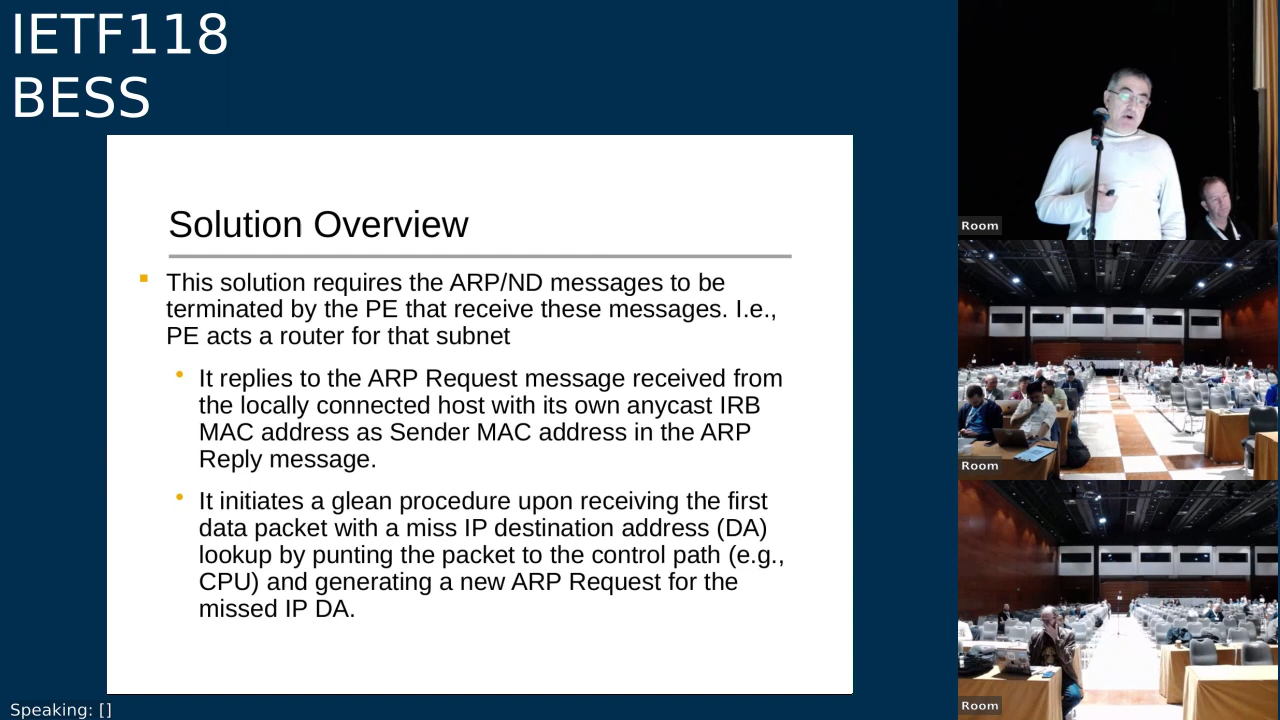 IETF118
BESS
Solution Overview
This solution requires the ARP/ND messages to be
terminated by the PE that receive these messages. I.e.,
PE acts a router for that subnet
It replies to the ARP Request message received from
the locally connected host with its own anycast IRB
MAC address as Sender MAC address in the ARP
Reply message.
It initiates a glean procedure upon receiving the first
data packet with a miss IP destination address (DA)
lookup by punting the packet to the control path (e.g.,
CPU) and generating a new ARP Request for the
missed IP DA.
Room
Room
Room
Speaking: []